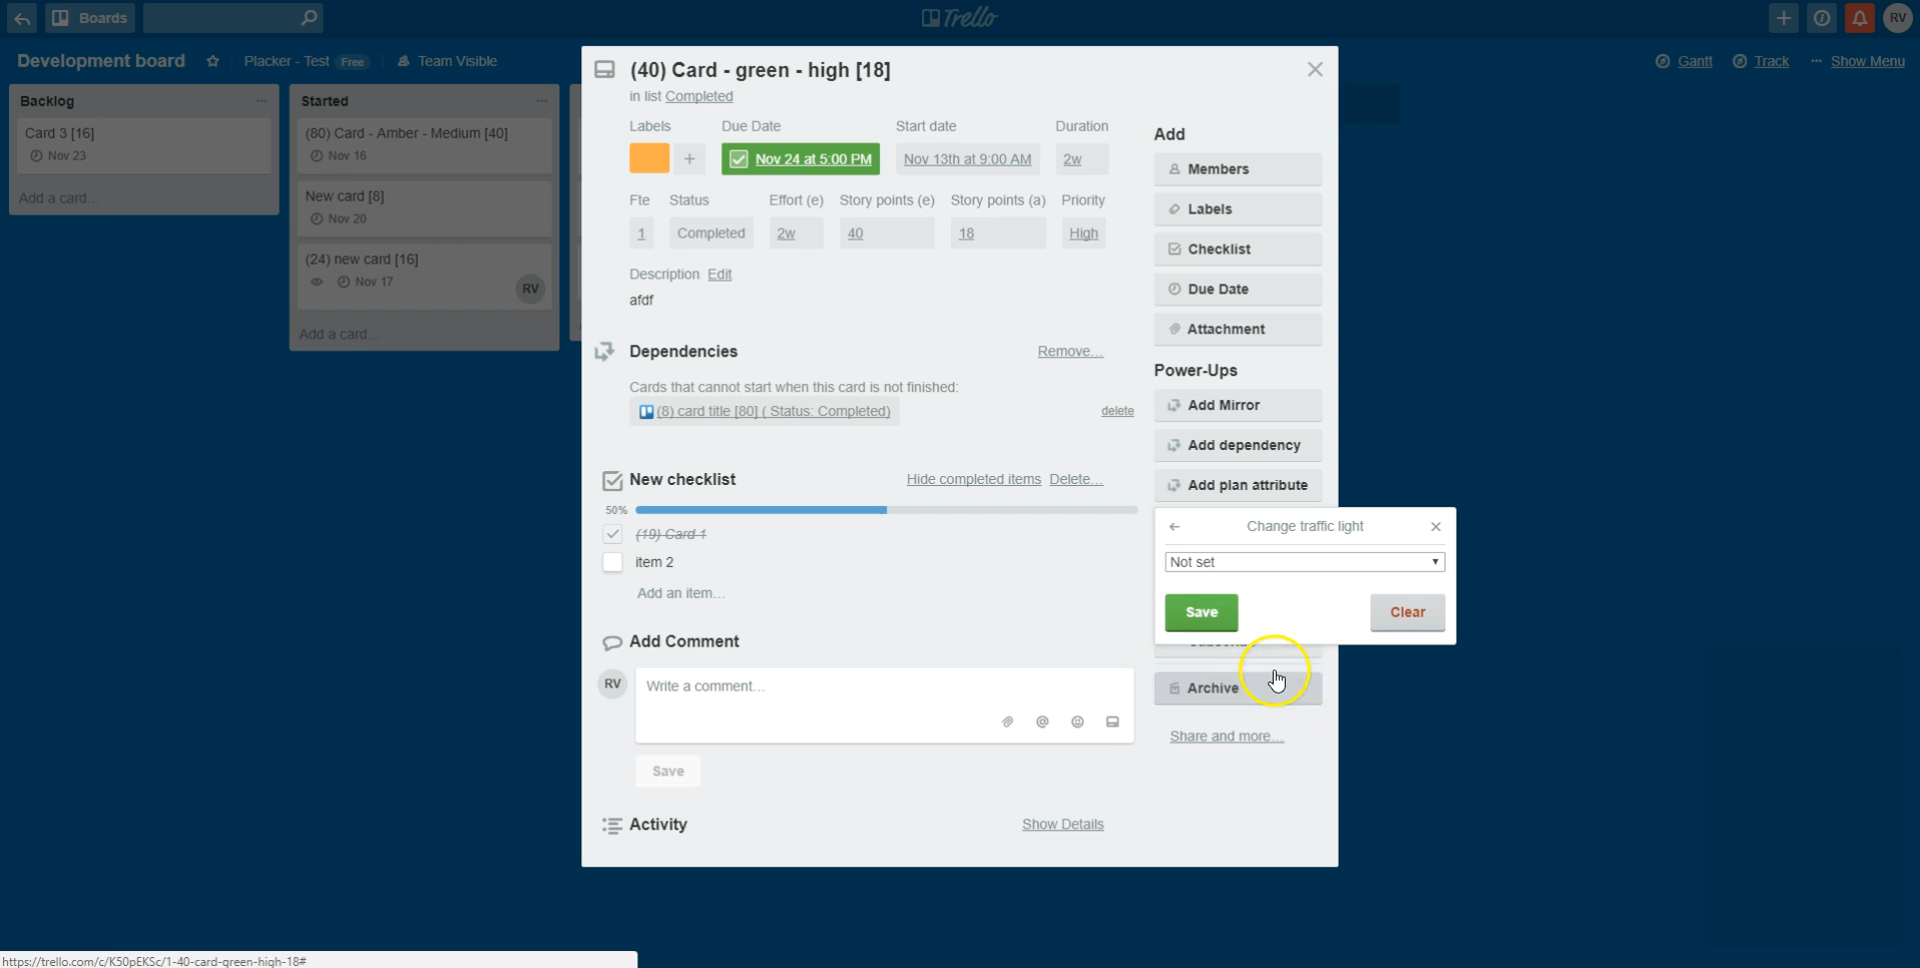 Boards
Trello
RV
Development board
Placker - Test Free
Team Visible
Gantt
Track
... Show Menu
Backlog ...
Card 3 [16]
Nov 23
Add a card...
Started ...
(80) Card - Amber - Medium [40]
Nov 16
New card [8]
Nov 20
(24) new card [16]
Nov 17
RV
Add a card...
(40) Card - green - high [18]
in list Completed
Labels Due Date Start date Duration
+ Nov 24 at 5:00 PM Nov 13th at 9:00 AM 2w
Fte Status Effort (e) Story points (e) Story points (a) Priority
1 Completed 2w 40 18 High
Description Edit
afdf
Dependencies Remove...
Cards that cannot start when this card is not finished:
(8) card title [80] ( Status: Completed) delete
New checklist Hide completed items Delete...
50%
(19) Card 1
item 2
Add an item...
Add Comment
RV Write a comment...
Save
Activity Show Details
Add
Members
Labels
Checklist
Due Date
Attachment
Power-Ups
Add Mirror
Add dependency
Add plan attribute
Change traffic light
Not set
Save Clear
Archive
Share and more...
https://trello.com/c/K50pEKSc/1-40-card-green-high-18#